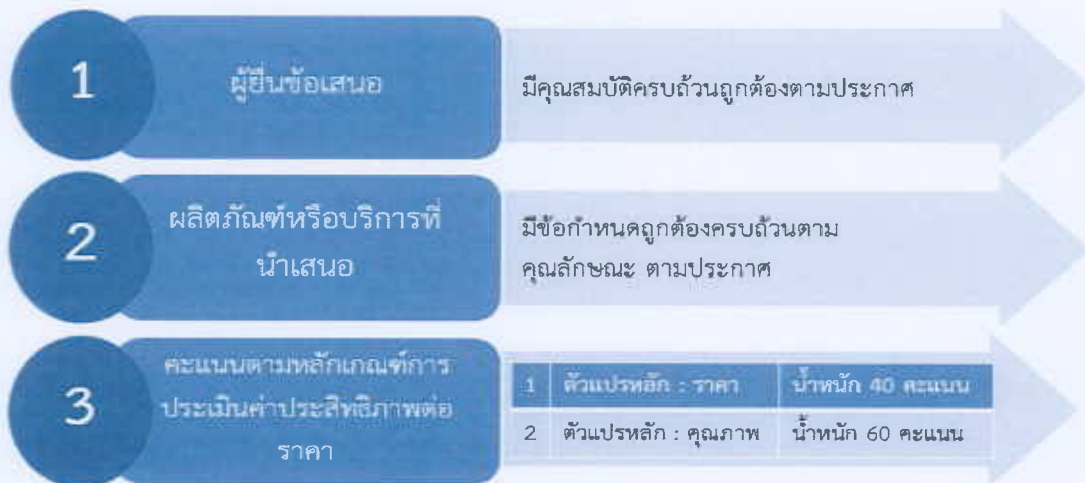 1
ผู้ยื่นข้อเสนอ
มีคุณสมบัติครบถ้วนถูกต้องตามประกาศ
2
ผลิตภัณฑ์หรือบริการที่
นำเสนอ
มีข้อกำหนดถูกต้องครบถ้วนตาม
คุณลักษณะ ตามประกาศ
3
คะแนนตามหลักเกณฑ์การ
ประเมินค่าประสิทธิภาพต่อ
ราคา
1 ตัวแปรหลัก : ราคา น้ำหนัก 40 คะแนน
2 ตัวแปรหลัก : คุณภาพ น้ำหนัก 60 คะแนน